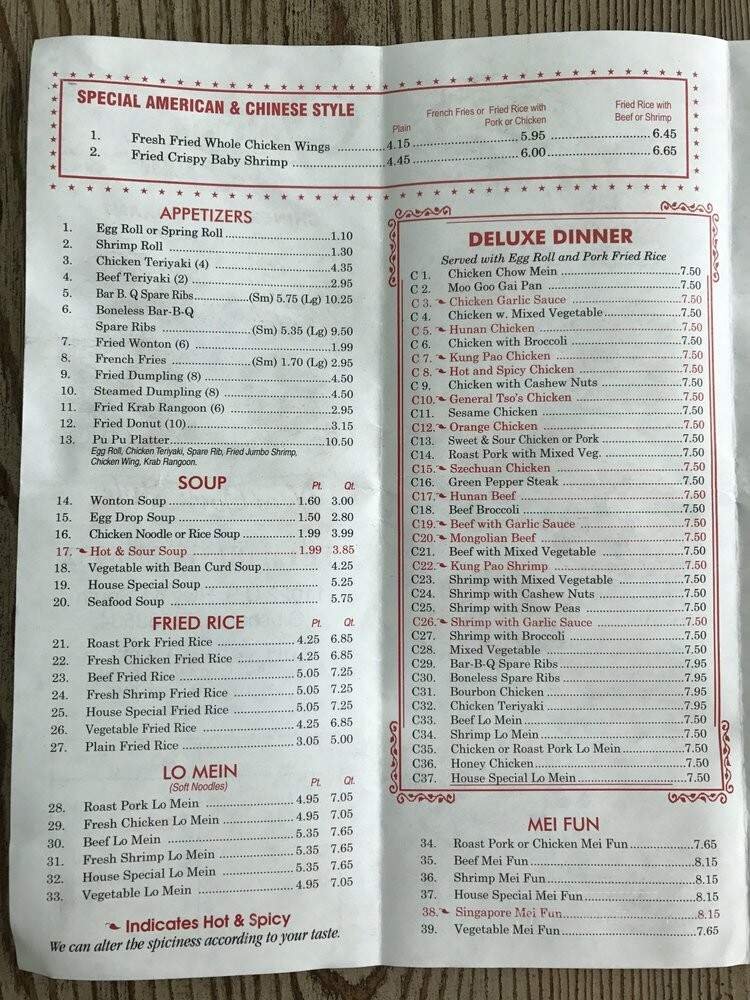 SPECIAL AMERICAN & CHINESE STYLE
Plain French Fries or Fried Rice with Pork or Chicken Fried Rice with Beef or Shrimp
1. Fresh Fried Whole Chicken Wings 4.15 5.95 6.45
2. Fried Crispy Baby Shrimp 4.45 6.00 6.65
APPETIZERS
1. Egg Roll or Spring Roll 1.10
2. Shrimp Roll 1.30
3. Chicken Teriyaki (4) 4.35
4. Beef Teriyaki (2) 2.95
5. Bar B. Q Spare Ribs (Sm) 5.75 (Lg) 10.25
6. Boneless Bar-B-Q
Spare Ribs (Sm) 5.35 (Lg) 9.50
7. Fried Wonton (6) 1.99
8. French Fries (Sm) 1.70 (Lg) 2.95
9. Fried Dumpling (8) 4.50
10. Steamed Dumpling (8) 4.50
11. Fried Krab Rangoon (6) 2.95
12. Fried Donut (10) 3.15
13. Pu Pu Platter 10.50
Egg Roll, Chicken Teriyaki, Spare Rib, Fried Jumbo Shrimp,
Chicken Wing, Krab Rangoon.
SOUP Pt. Qt.
14. Wonton Soup 1.60 3.00
15. Egg Drop Soup 1.50 2.80
16. Chicken Noodle or Rice Soup 1.99 3.99
17. Hot & Sour Soup 1.99 3.85
18. Vegetable with Bean Curd Soup 4.25
19. House Special Soup 5.25
20. Seafood Soup 5.75
FRIED RICE Pt. Qt.
21. Roast Pork Fried Rice 4.25 6.85
22. Fresh Chicken Fried Rice 4.25 6.85
23. Beef Fried Rice 5.05 7.25
24. Fresh Shrimp Fried Rice 5.05 7.25
25. House Special Fried Rice 5.05 7.25
26. Vegetable Fried Rice 4.25 6.85
27. Plain Fried Rice 3.05 5.00
LO MEIN
(Soft Noodles) Pt. Qt.
28. Roast Pork Lo Mein 4.95 7.05
29. Fresh Chicken Lo Mein 4.95 7.05
30. Beef Lo Mein 5.35 7.65
31. Fresh Shrimp Lo Mein 5.35 7.65
32. House Special Lo Mein 5.35 7.65
33. Vegetable Lo Mein 4.95 7.05
Indicates Hot & Spicy
We can alter the spiciness according to your taste.
DELUXE DINNER
Served with Egg Roll and Pork Fried Rice
C 1. Chicken Chow Mein 7.50
C 2. Moo Goo Gai Pan 7.50
C 3. Chicken Garlic Sauce 7.50
C 4. Chicken w. Mixed Vegetable 7.50
C 5. Hunan Chicken 7.50
C 6. Chicken with Broccoli 7.50
C 7. Kung Pao Chicken 7.50
C 8. Hot and Spicy Chicken 7.50
C 9. Chicken with Cashew Nuts 7.50
C10. General Tso's Chicken 7.50
C11. Sesame Chicken 7.50
C12. Orange Chicken 7.50
C13. Sweet & Sour Chicken or Pork 7.50
C14. Roast Pork with Mixed Veg. 7.50
C15. Szechuan Chicken 7.50
C16. Green Pepper Steak 7.50
C17. Hunan Beef 7.50
C18. Beef Broccoli 7.50
C19. Beef with Garlic Sauce 7.50
C20. Mongolian Beef 7.50
C21. Beef with Mixed Vegetable 7.50
C22. Kung Pao Shrimp 7.50
C23. Shrimp with Mixed Vegetable 7.50
C24. Shrimp with Cashew Nuts 7.50
C25. Shrimp with Snow Peas 7.50
C26. Shrimp with Garlic Sauce 7.50
C27. Shrimp with Broccoli 7.50
C28. Mixed Vegetable 7.50
C29. Bar-B-Q Spare Ribs 7.95
C30. Boneless Spare Ribs 7.95
C31. Bourbon Chicken 7.95
C32. Chicken Teriyaki 7.95
C33. Beef Lo Mein 7.50
C34. Shrimp Lo Mein 7.50
C35. Chicken or Roast Pork Lo Mein 7.50
C36. Honey Chicken 7.50
C37. House Special Lo Mein 7.50
MEI FUN
34. Roast Pork or Chicken Mei Fun 7.65
35. Beef Mei Fun 8.15
36. Shrimp Mei Fun 8.15
37. House Special Mei Fun 8.15
38. Singapore Mei Fun 8.15
39. Vegetable Mei Fun 7.65